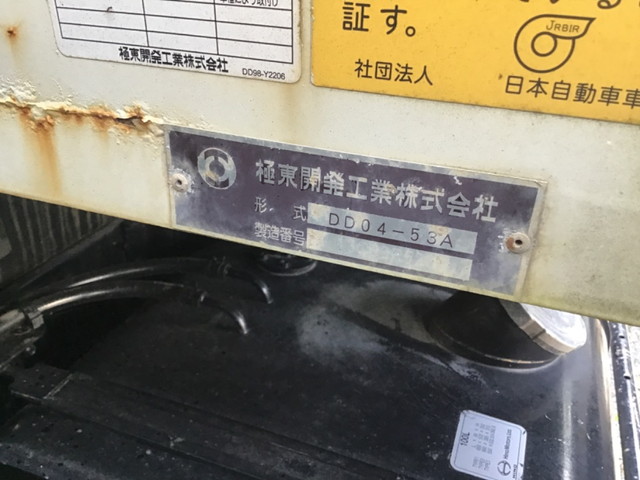 極東開発工業株式会社
DD98-Y2206
証す。
社団法人
JRBIR
日本自動車車
極東開発工業株式会社
形式 DD04-53A
製造番号
100L